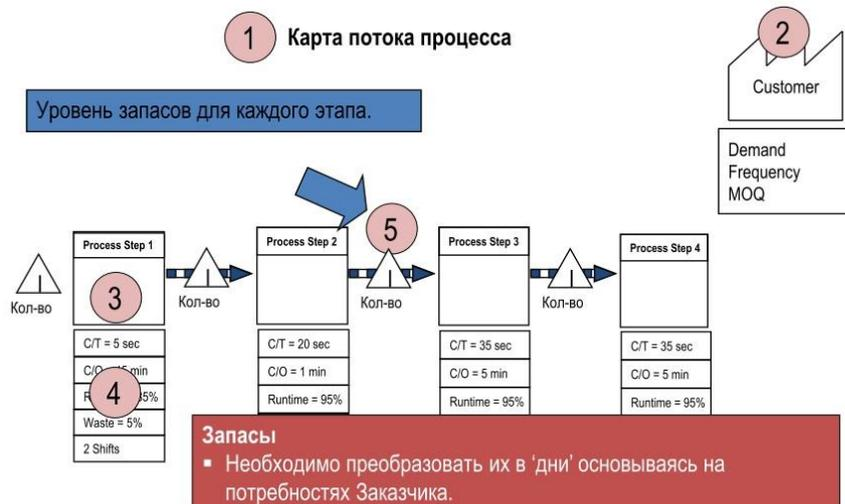 1 Карта потока процесса
2
Customer
Demand
Frequency
MOQ
Уровень запасов для каждого этапа.
5
Process Step 1
Process Step 2
Process Step 3
Process Step 4
Кол-во
3
Кол-во
Кол-во
Кол-во
C/T = 5 sec
min
4
Waste = 5%
2 Shifts
C/T = 20 sec
C/O = 1 min
Runtime = 95%
C/T = 35 sec
C/O = 5 min
Runtime = 95%
C/T = 35 sec
C/O = 5 min
Runtime = 95%
Запасы
▪ Необходимо преобразовать их в ‘дни’ основываясь на
потребностях Заказчика.